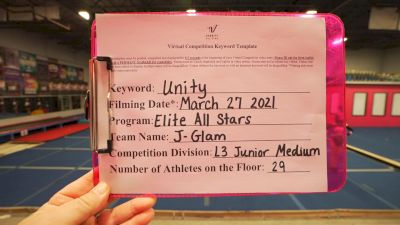 Virtual Competition Keyword Template
Keyword: Unity
Filming Date*: March 27 2021
Program: Elite All Stars
Team Name: J-Glam
Competition Division: L3 Junior Medium
Number of Athletes on the Floor: 29